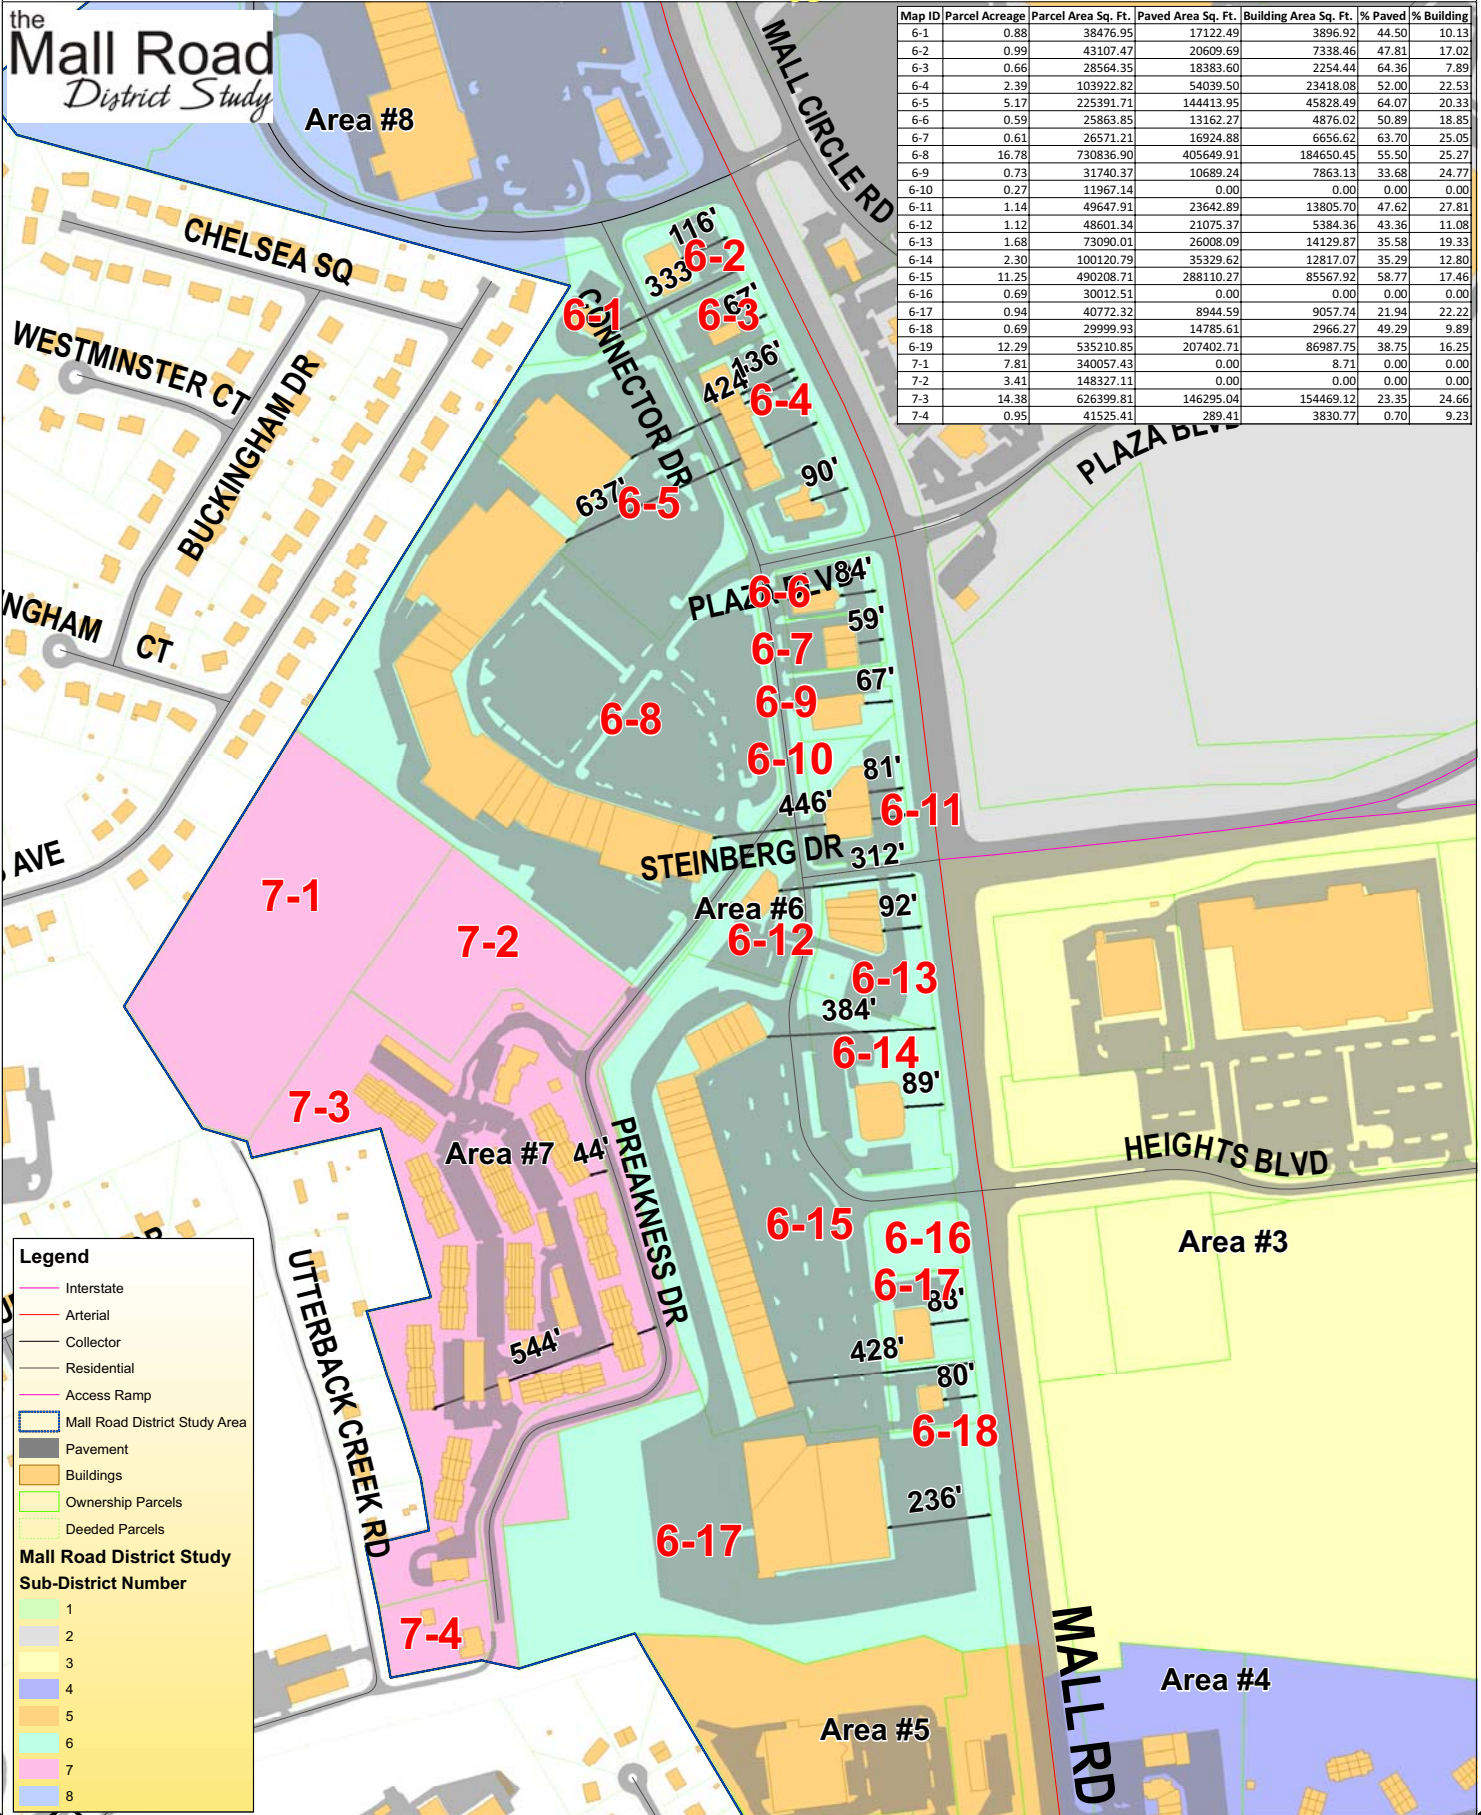 the
Mall Road
District Study
Map ID Parcel Acreage Parcel Area Sq. Ft. Paved Area Sq. Ft. Building Area Sq. Ft. % Paved % Building
6-1 0.88 38476.95 17122.49 3896.92 44.50 10.13
6-2 0.99 43107.47 20609.69 7338.46 47.81 17.02
6-3 0.66 28564.35 18383.60 2254.44 64.36 7.89
6-4 2.39 103922.82 54039.50 23418.08 52.00 22.53
6-5 5.17 225391.71 144413.95 45828.49 64.07 20.33
6-6 0.59 25863.85 13162.27 4876.02 50.89 18.85
6-7 0.61 26571.21 16924.88 6656.62 63.70 25.05
6-8 16.78 730836.90 405649.91 184650.45 55.50 25.27
6-9 0.73 31740.37 10689.24 7863.13 33.68 24.77
6-10 0.27 11967.14 0.00 0.00 0.00 0.00
6-11 1.14 49647.91 23642.89 13805.70 47.62 27.81
6-12 1.12 48601.34 21075.37 5384.36 43.36 11.08
6-13 1.68 73090.01 26008.09 14129.87 35.58 19.33
6-14 2.30 100120.79 35329.62 12817.07 35.29 12.80
6-15 11.25 490208.71 288110.27 85567.92 58.77 17.46
6-16 0.69 30012.51 0.00 0.00 0.00 0.00
6-17 0.94 40772.32 8944.59 9057.74 21.94 22.22
6-18 0.69 29999.93 14785.61 2966.27 49.29 9.89
6-19 12.29 535210.85 207402.71 86987.75 38.75 16.25
7-1 7.81 340057.43 0.00 8.71 0.00 0.00
7-2 3.41 148327.11 0.00 0.00 0.00 0.00
7-3 14.38 626399.81 146295.04 154469.12 23.35 24.66
7-4 0.95 41525.41 289.41 3830.77 0.70 9.23
Area #8
MALL CIRCLE RD
CHELSEA SQ
116'
6-2
333'
6-1
67'
6-3
CONNECTOR DR
WESTMINSTER CT
BUCKINGHAM DR
136'
424'
6-4
PLAZA BLVD
90'
637'
6-5
84'
PLAZA BLVD
6-6
59'
INGHAM CT
6-7
67'
6-9
6-8
6-10
81'
446'
6-11
STEINBERG DR
312'
AVE
7-1
Area #6
92'
7-2
6-12
6-13
384'
6-14
89'
7-3
Area #7
44'
PREAKNESS DR
HEIGHTS BLVD
6-15
6-16
Area #3
UTTERBACK CREEK RD
6-17
83'
544'
428'
80'
6-18
236'
6-17
7-4
MALL RD
Area #4
Area #5
Legend
Interstate
Arterial
Collector
Residential
Access Ramp
Mall Road District Study Area
Pavement
Buildings
Ownership Parcels
Deeded Parcels
Mall Road District Study
Sub-District Number
1
2
3
4
5
6
7
8